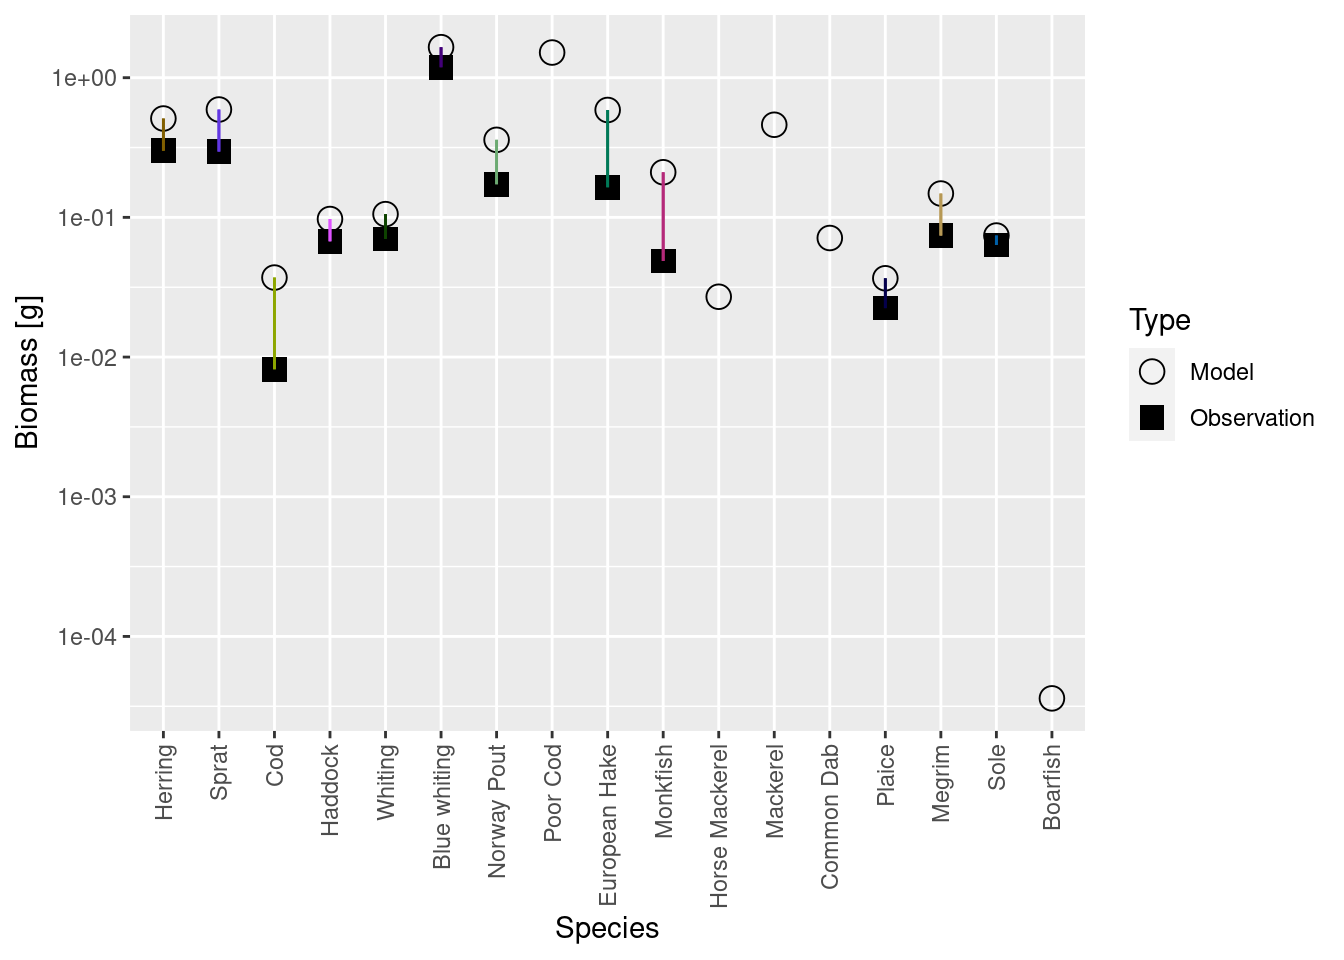 1e+00
1e-01
1e-02
1e-03
1e-04
Biomass [g]
Herring
Sprat
Cod
Haddock
Whiting
Blue whiting
Norway Pout
Poor Cod
European Hake
Monkfish
Horse Mackerel
Mackerel
Common Dab
Plaice
Megrim
Sole
Boarfish
Species
Type
Model
Observation